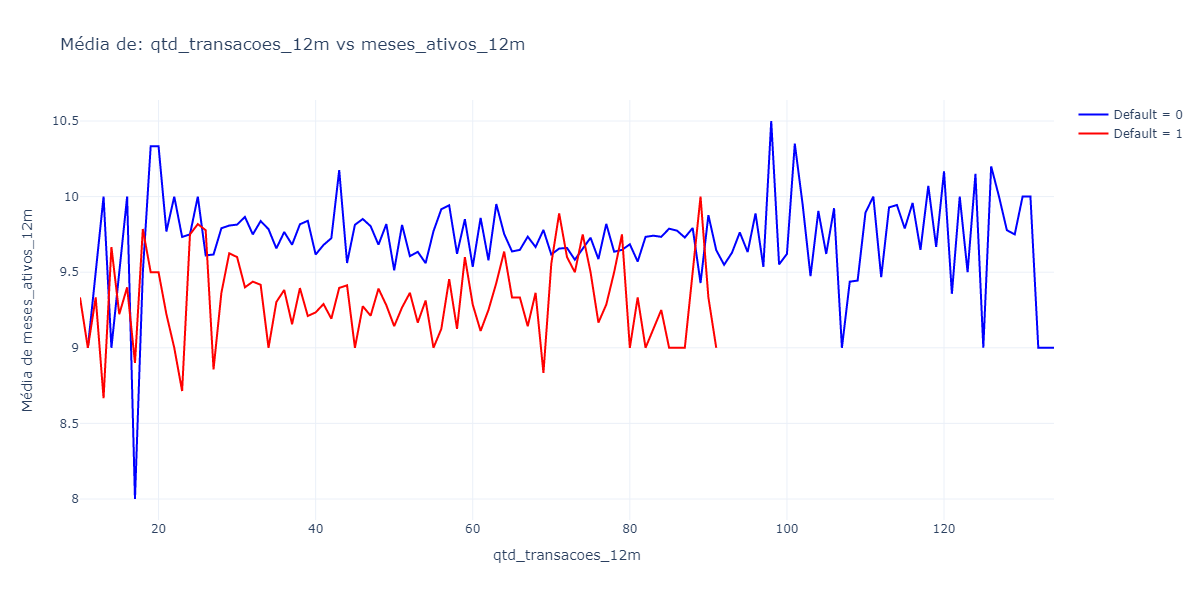 Média de: qtd_transacoes_12m vs meses_ativos_12m
Default = 0
Default = 1
Média de meses_ativos_12m
10.5
10
9.5
9
8.5
8
20
40
60
80
100
120
qtd_transacoes_12m